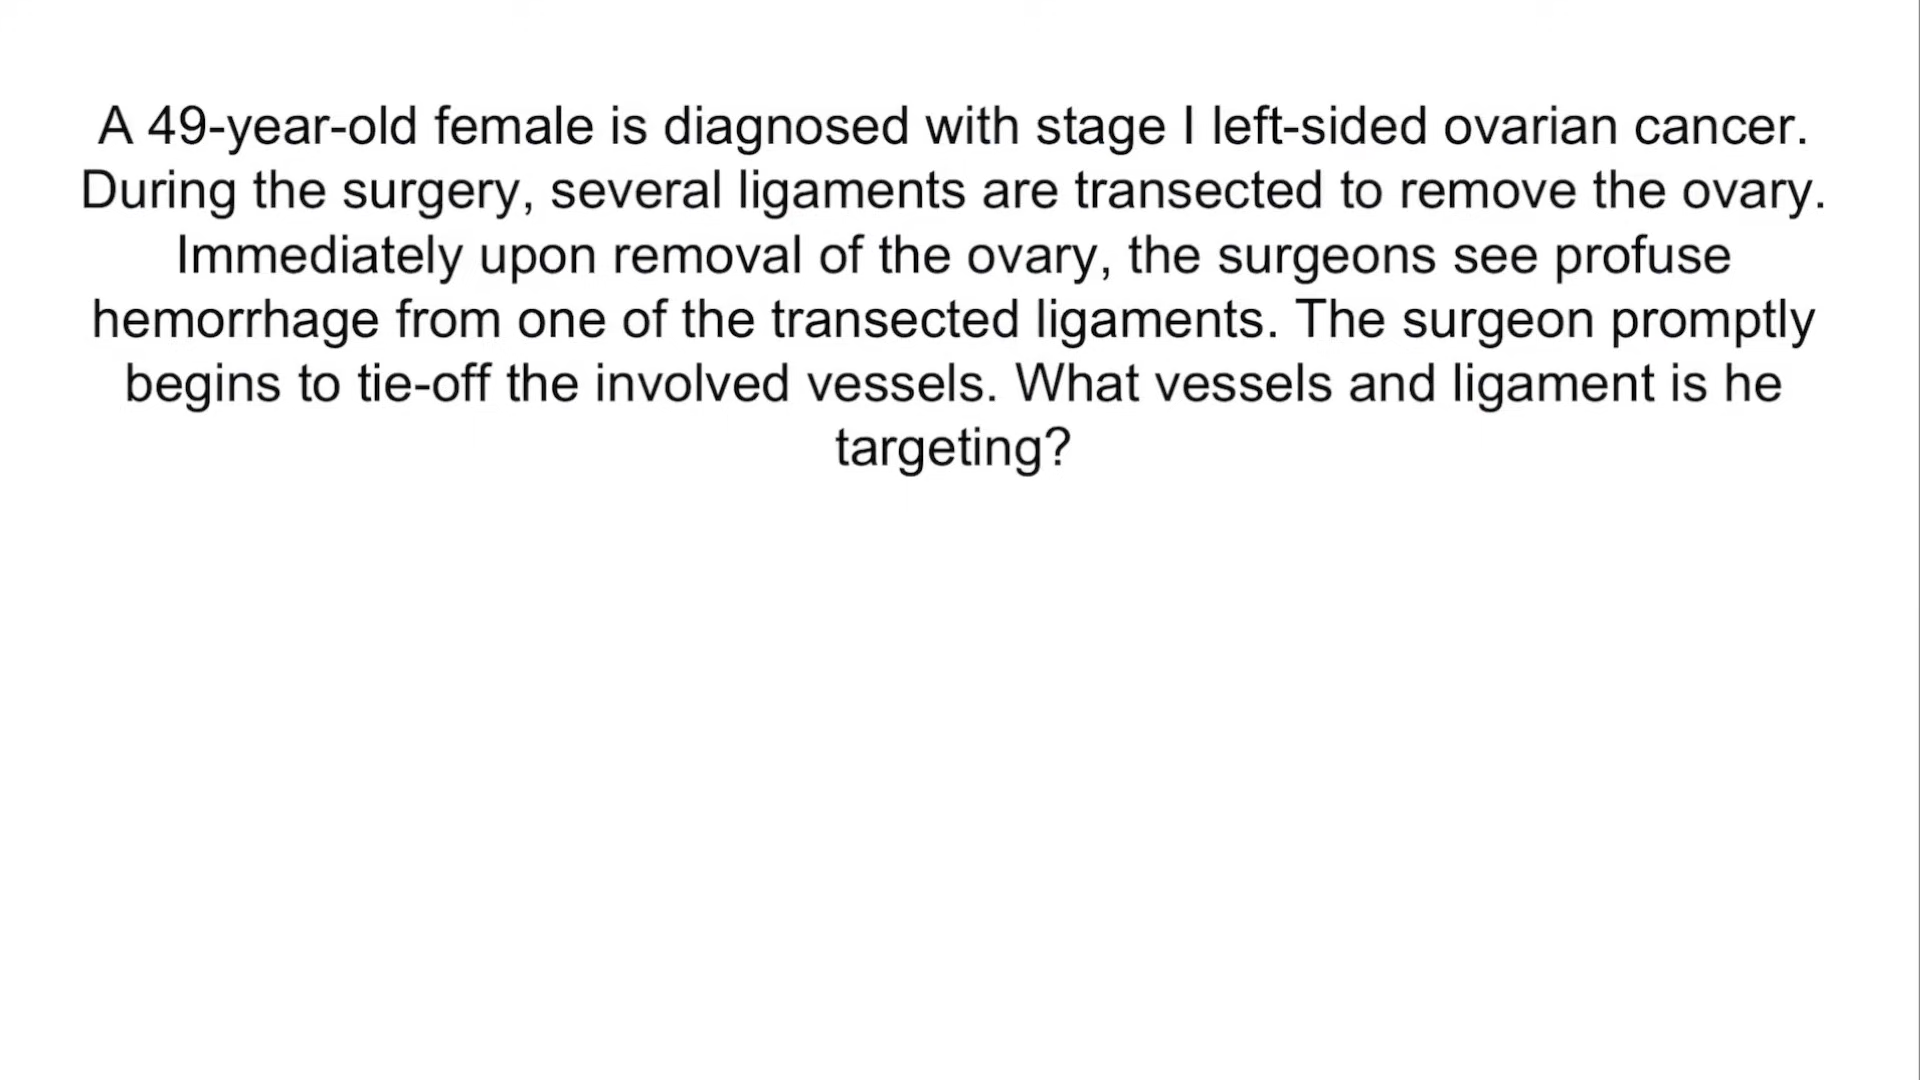 A 49-year-old female is diagnosed with stage I left-sided ovarian cancer.
During the surgery, several ligaments are transected to remove the ovary.
Immediately upon removal of the ovary, the surgeons see profuse
hemorrhage from one of the transected ligaments. The surgeon promptly
begins to tie-off the involved vessels. What vessels and ligament is he
targeting?